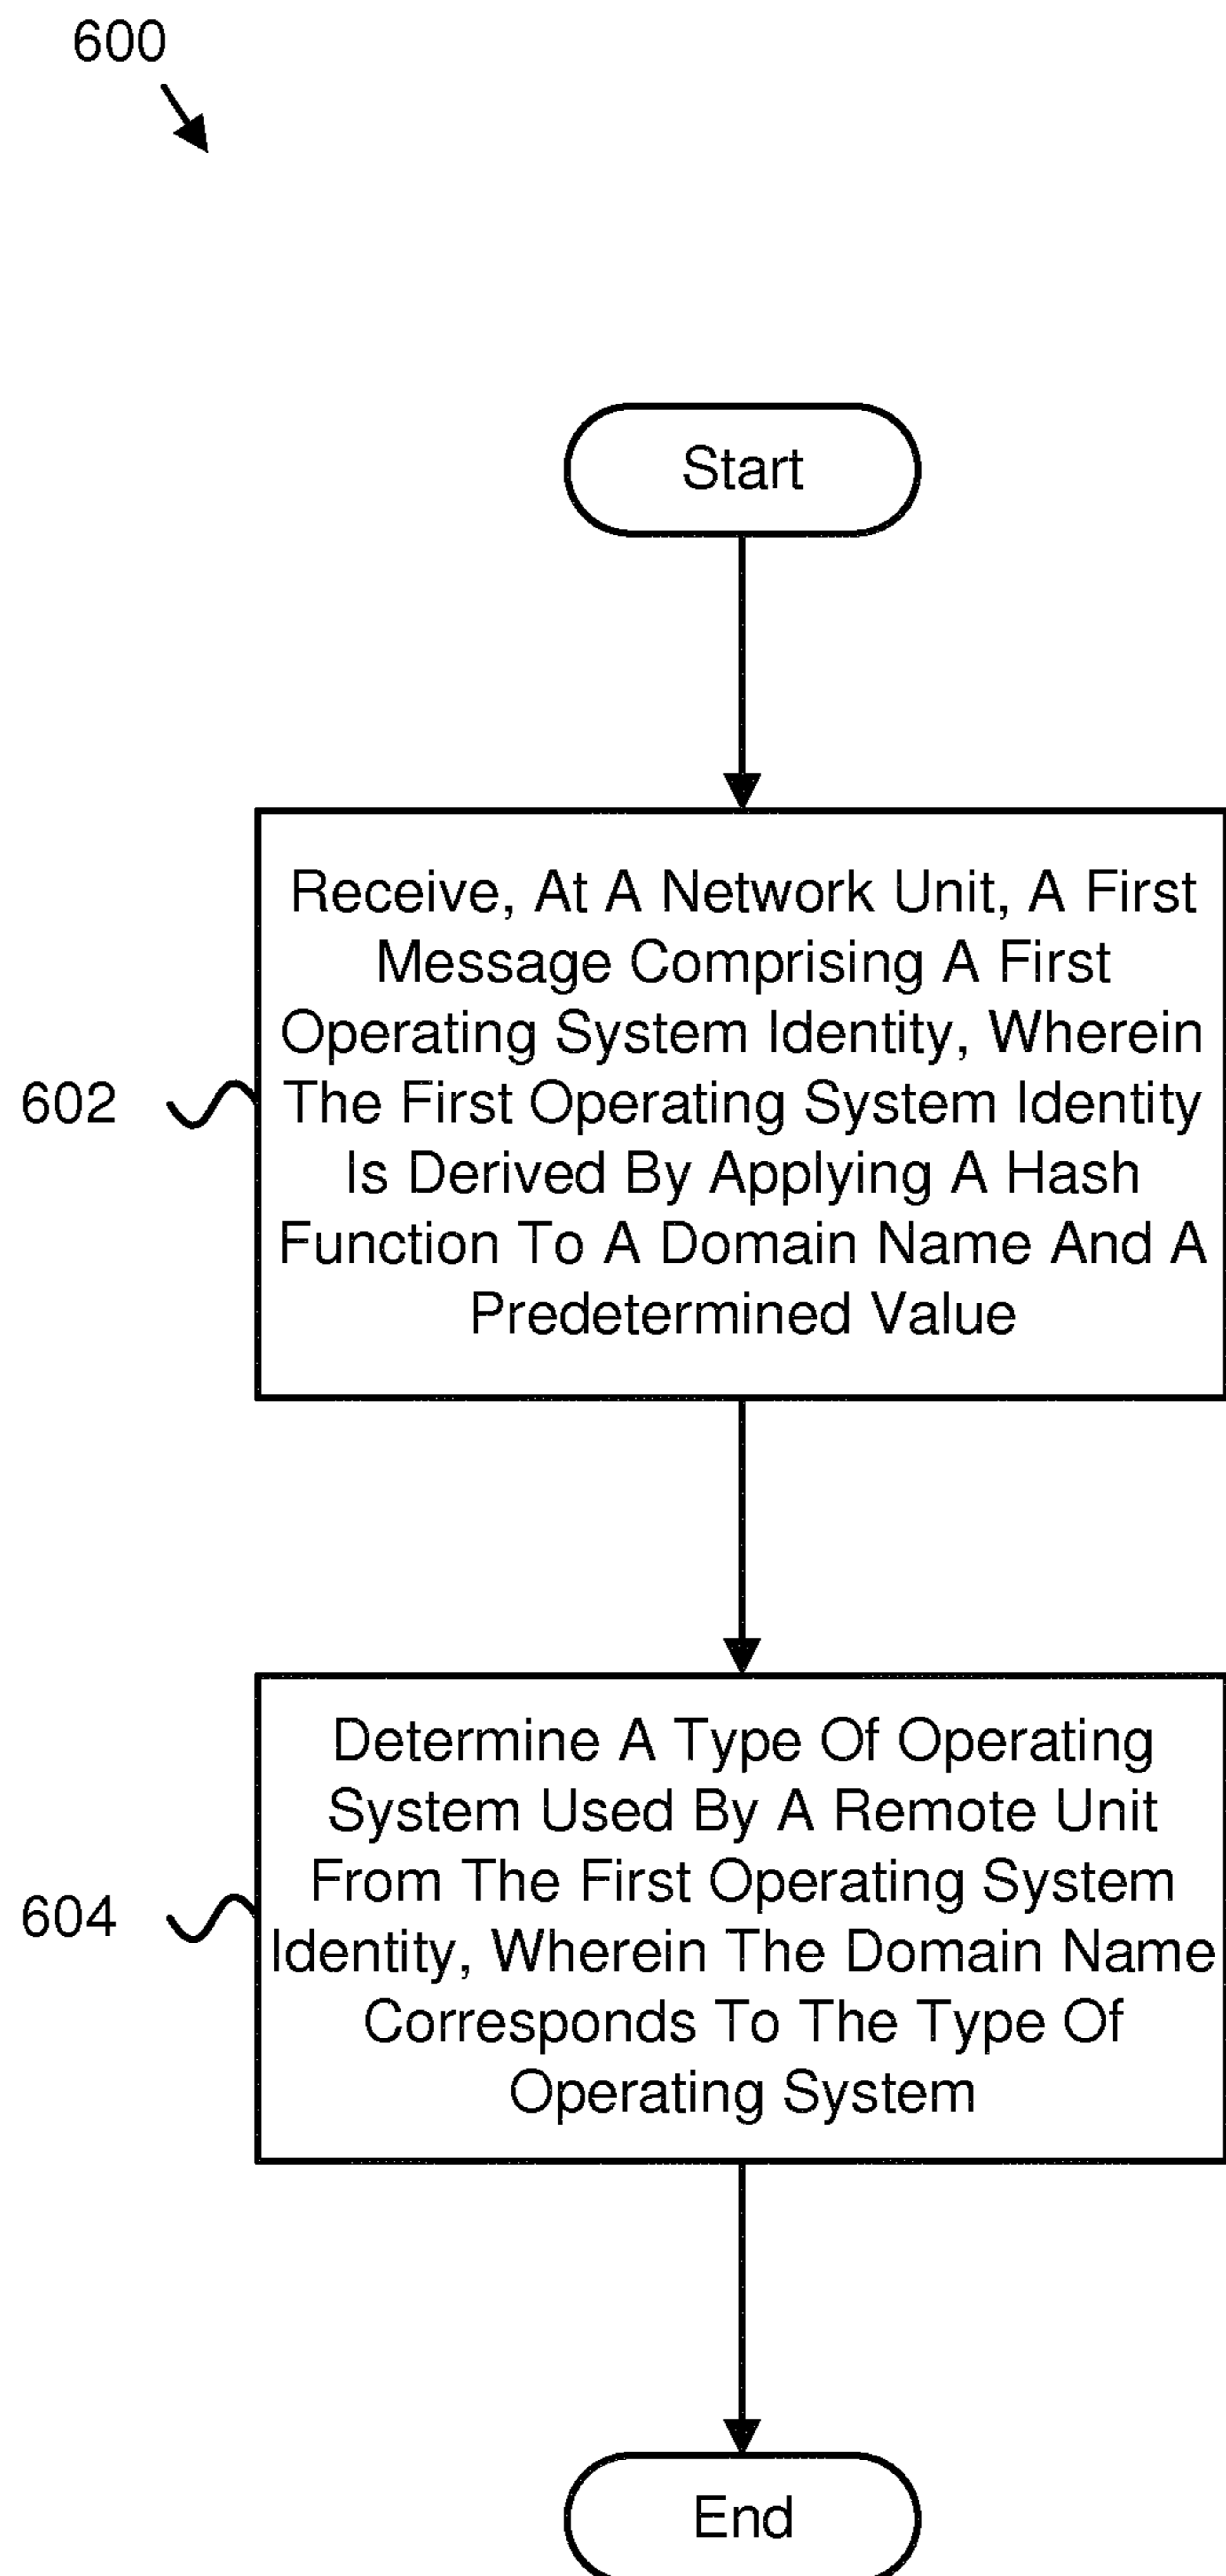 600
Start
Receive, At A Network Unit, A First
Message Comprising A First
Operating System Identity, Wherein
The First Operating System Identity
Is Derived By Applying A Hash
Function To A Domain Name And A
Predetermined Value
602
Determine A Type Of Operating
System Used By A Remote Unit
From The First Operating System
Identity, Wherein The Domain Name
Corresponds To The Type Of
Operating System
604
End